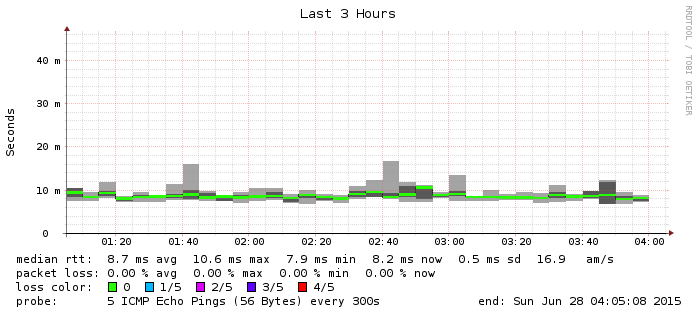 Last 3 Hours
RRDTOOL / TOBI OETIKER
Seconds
40 m
30 m
20 m
10 m
0
01:20 01:40 02:00 02:20 02:40 03:00 03:20 03:40 04:00
median rtt: 8.7 ms avg 10.6 ms max 7.9 ms min 8.2 ms now 0.5 ms sd 16.9 am/s
packet loss: 0.00 % avg 0.00 % max 0.00 % min 0.00 % now
loss color: 0 1/5 2/5 3/5 4/5
probe: 5 ICMP Echo Pings (56 Bytes) every 300s end: Sun Jun 28 04:05:08 2015